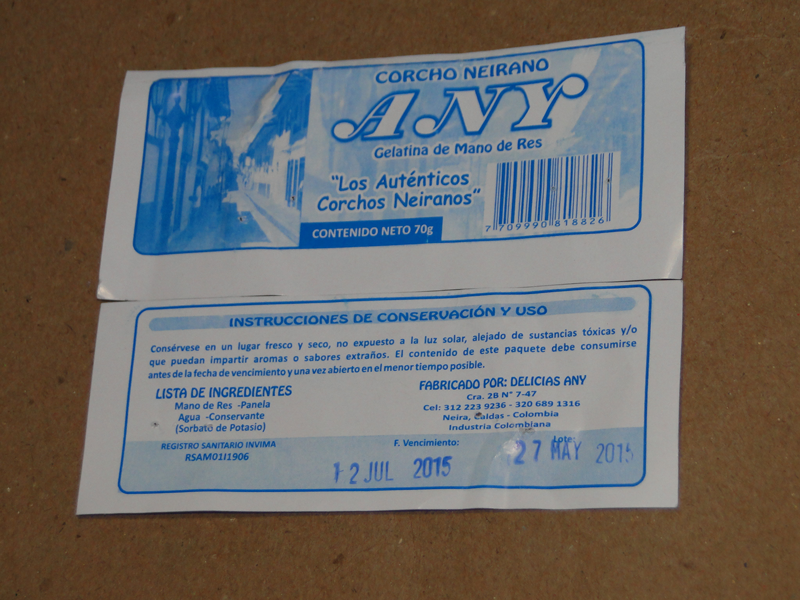 CORCHO NEIRANO
ANY
Gelatina de Mano de Res
"Los Auténticos
Corchos Neiranos"
CONTENIDO NETO 70g
7 709990 818826
INSTRUCCIONES DE CONSERVACIÓN Y USO
Consérvese en un lugar fresco y seco, no expuesto a la luz solar, alejado de sustancias tóxicas y/o
que puedan impartir aromas o sabores extraños. El contenido de este paquete debe consumirse
antes de la fecha de vencimiento y una vez abierto en el menor tiempo posible.
LISTA DE INGREDIENTES
Mano de Res -Panela
Agua -Conservante
(Sorbato de Potasio)
REGISTRO SANITARIO INVIMA
RSAM01I1906
FABRICADO POR: DELICIAS ANY
Cra. 2B N° 7-47
Cel: 312 223 9236 - 320 689 1316
Neira, Caldas - Colombia
Industria Colombiana
F. Vencimiento:
12 JUL 2015
Lote:
27 MAY 2015